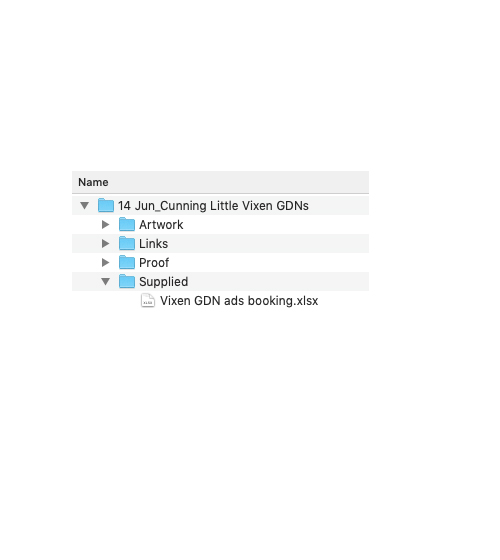 Name
14 Jun_Cunning Little Vixen GDNs
Artwork
Links
Proof
Supplied
Vixen GDN ads booking.xlsx